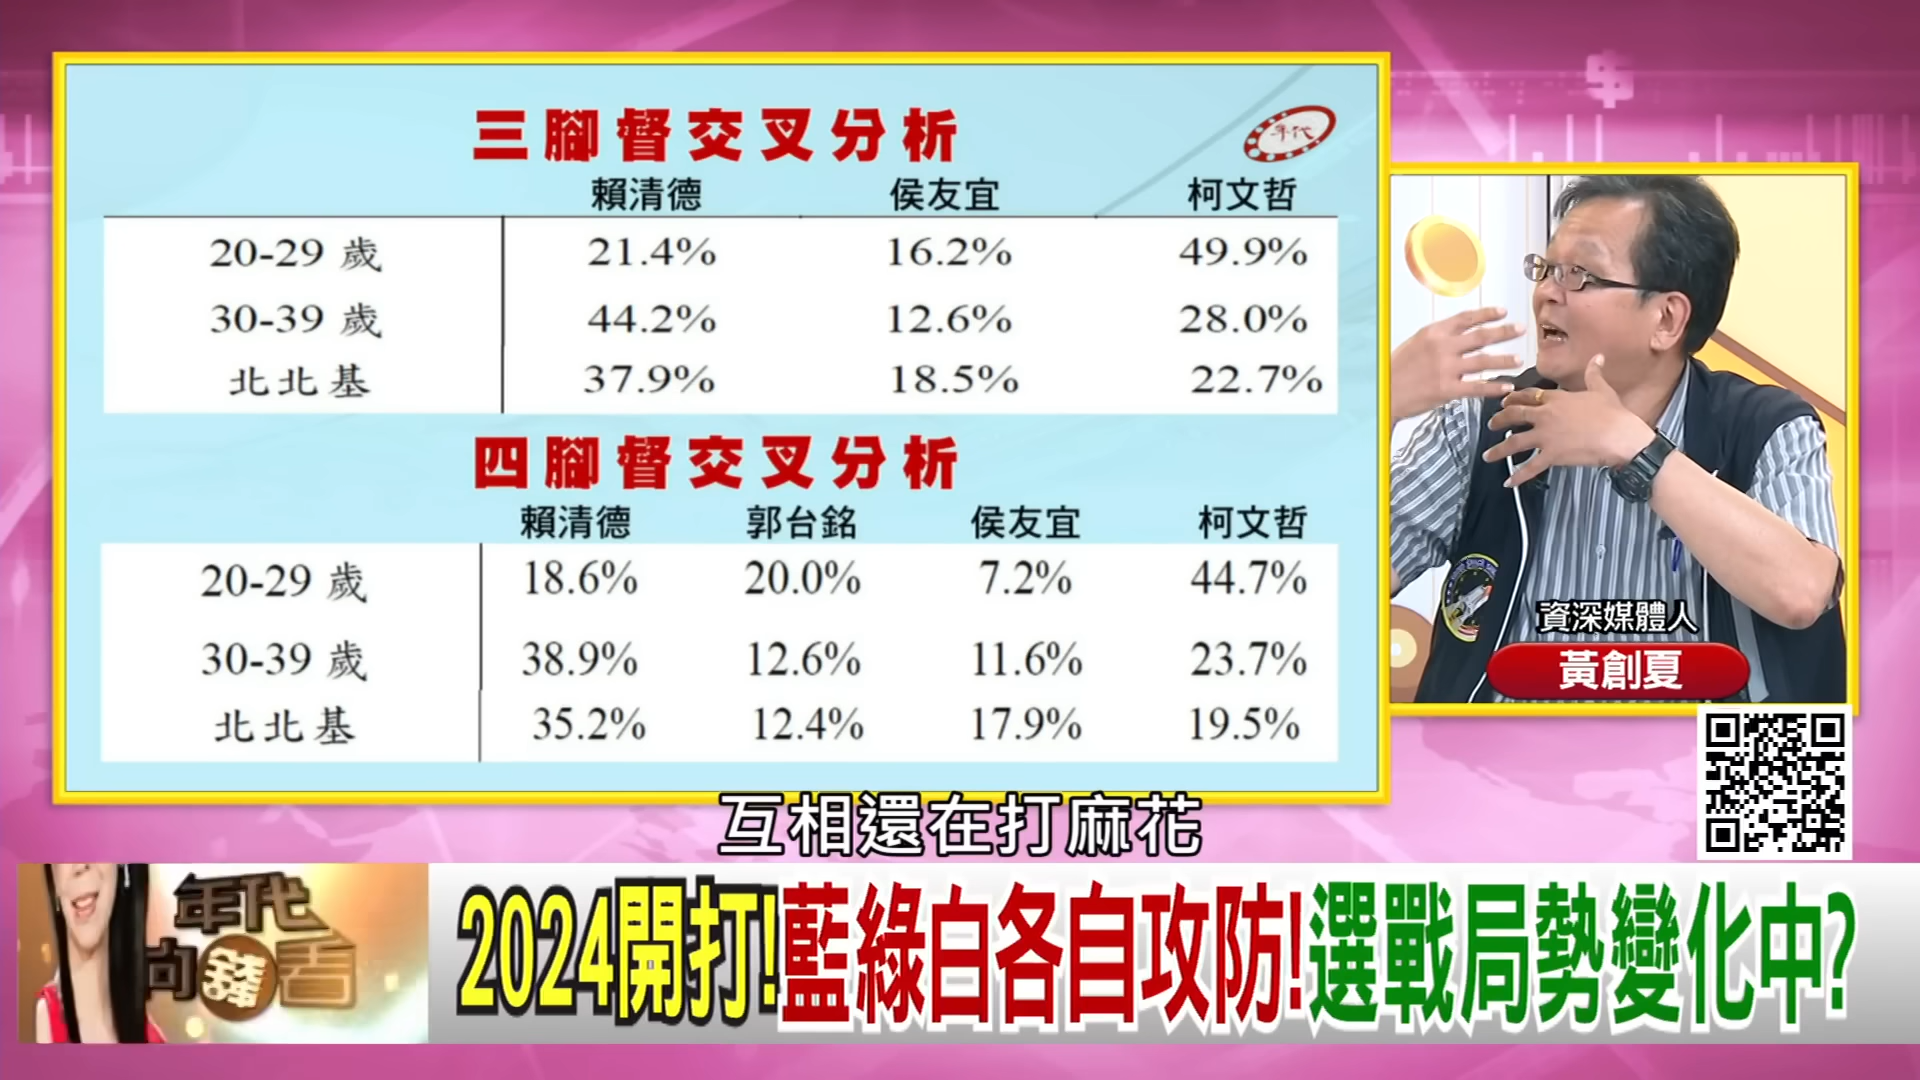 三腳督交叉分析
年代
賴清德 侯友宜 柯文哲
20-29 歲 21.4% 16.2% 49.9%
30-39 歲 44.2% 12.6% 28.0%
北北基 37.9% 18.5% 22.7%
四腳督交叉分析
賴清德 郭台銘 侯友宜 柯文哲
20-29 歲 18.6% 20.0% 7.2% 44.7%
30-39 歲 38.9% 12.6% 11.6% 23.7%
北北基 35.2% 12.4% 17.9% 19.5%
資深媒體人
黃創夏
互相還在打麻花
年代
向錢看
2024開打!藍綠白各自攻防!選戰局勢變化中?